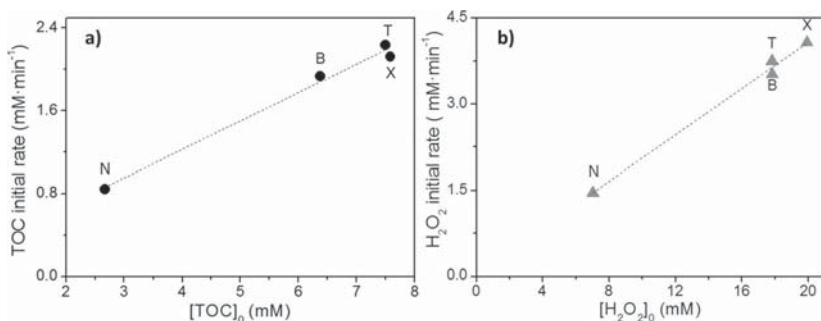 a)
TOC initial rate (mM·min⁻¹)
2.4
1.6
0.8
0.0
N
B
T
X
2 3 4 5 6 7 8
[TOC]₀ (mM)
b)
H₂O₂ initial rate ( mM·min⁻¹)
4.5
3.0
1.5
0.0
N
T
B
X
0 4 8 12 16 20
[H₂O₂]₀ (mM)